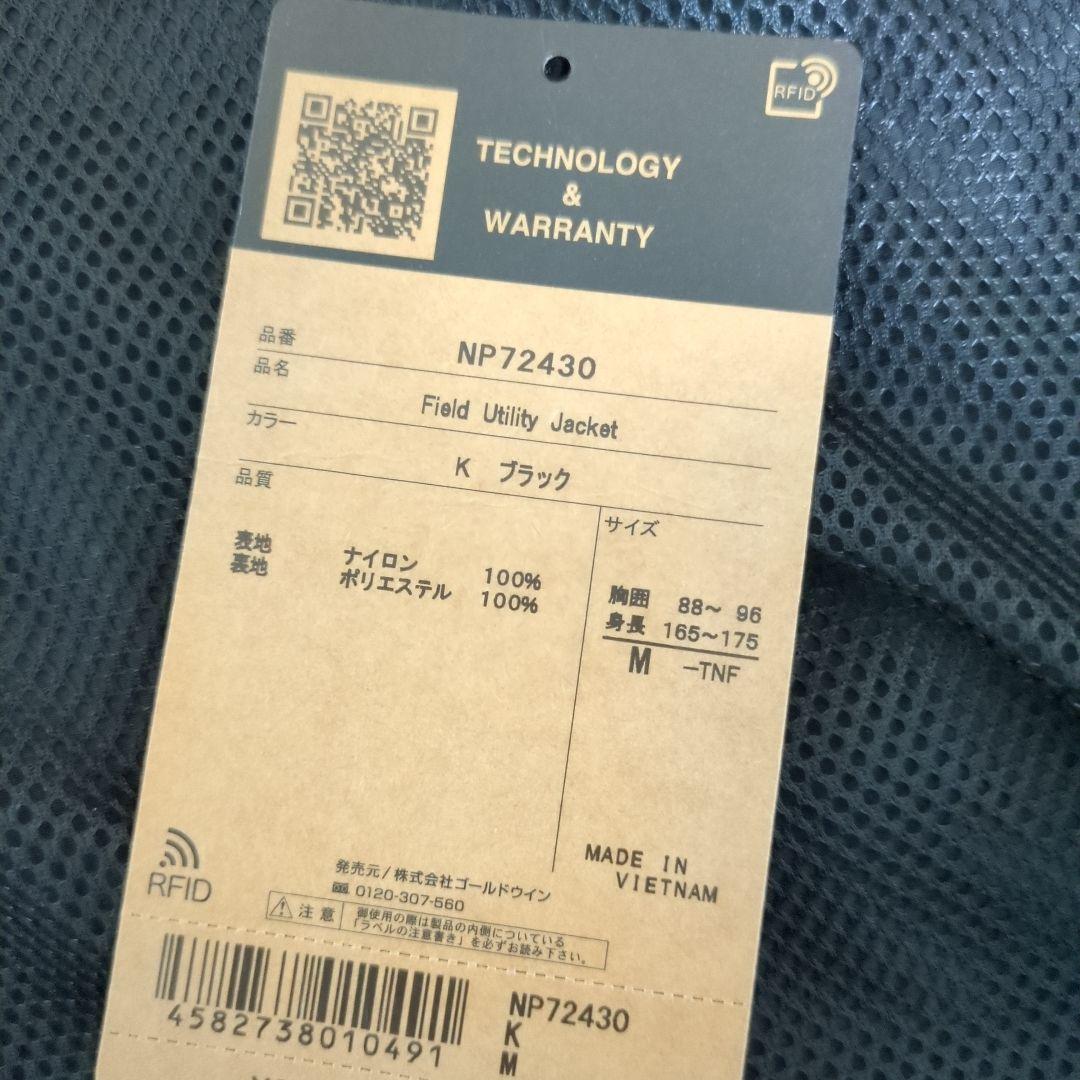 RFID
TECHNOLOGY
&
WARRANTY
品番 NP72430
品名 Field Utility Jacket
カラー K ブラック
品質
表地 ナイロン 100%
裏地 ポリエステル 100%
サイズ
胸囲 88～ 96
身長 165～175
M －TNF
MADE IN
VIETNAM
RFID
発売元/株式会社ゴールドウイン
0120-307-560
注意
御使用の際は製品の内側についている
「ラベルの注意書き」を必ずお読み下さい。
4582738010491
NP72430
K
M